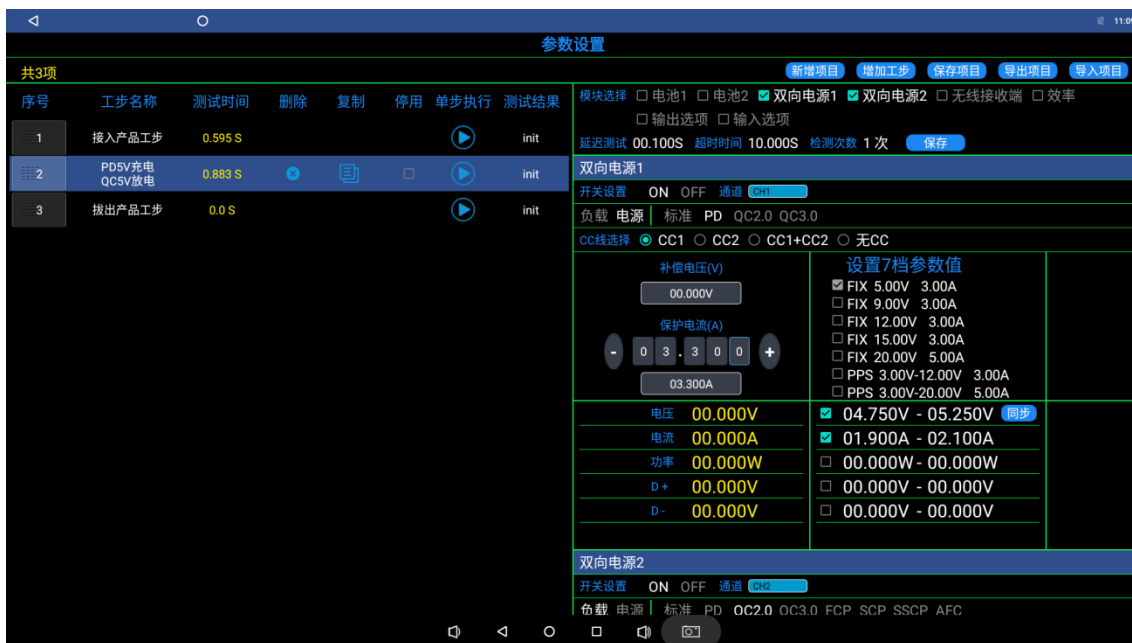 11:0
参数设置
共3项
新增项目 增加工步 保存项目 导出项目 导入项目
序号 工步名称 测试时间 删除 复制 停用 单步执行 测试结果
1 接入产品工步 0.595 S init
2 PD5V充电 QC5V放电 0.883 S init
3 拔出产品工步 0.0 S init
模块选择 电池1 电池2 双向电源1 双向电源2 无线接收端 效率
输出选项 输入选项
延迟测试 00.100S 超时时间 10.000S 检测次数 1 次 保存
双向电源1
开关设置 ON OFF 通道 CH1
负载 电源 标准 PD QC2.0 QC3.0
CC线选择 CC1 CC2 CC1+CC2 无CC
补偿电压(V)
00.000V
保护电流(A)
- 0 3 . 3 0 0 +
03.300A
设置7档参数值
FIX 5.00V 3.00A
FIX 9.00V 3.00A
FIX 12.00V 3.00A
FIX 15.00V 3.00A
FIX 20.00V 5.00A
PPS 3.00V-12.00V 3.00A
PPS 3.00V-20.00V 5.00A
电压 00.000V 04.750V - 05.250V 同步
电流 00.000A 01.900A - 02.100A
功率 00.000W 00.000W - 00.000W
D + 00.000V 00.000V - 00.000V
D - 00.000V 00.000V - 00.000V
双向电源2
开关设置 ON OFF 通道 CH2
负载 电源 标准 PD QC2.0 QC3.0 FCP SCP SSCP AFC